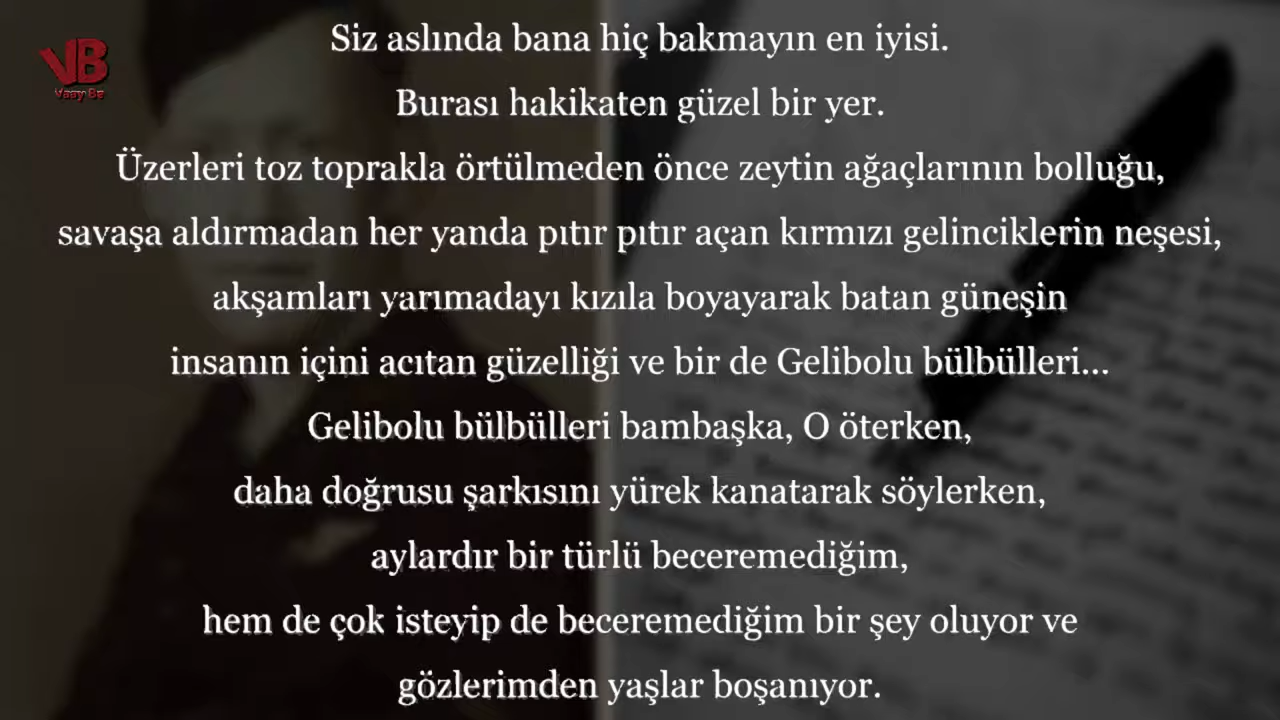 VB
Vaay Be
Siz aslında bana hiç bakmayın en iyisi.
Burası hakikaten güzel bir yer.
Üzerleri toz toprakla örtülmeden önce zeytin ağaçlarının bolluğu,
savaşa aldırmadan her yanda pıtır pıtır açan kırmızı gelinciklerin neşesi,
akşamları yarımadayı kızıla boyayarak batan güneşin
insanın içini acıtan güzelliği ve bir de Gelibolu bülbülleri...
Gelibolu bülbülleri bambaşka, O öterken,
daha doğrusu şarkısını yürek kanatarak söylerken,
aylardır bir türlü beceremediğim,
hem de çok isteyip de beceremediğim bir şey oluyor ve
gözlerimden yaşlar boşanıyor.